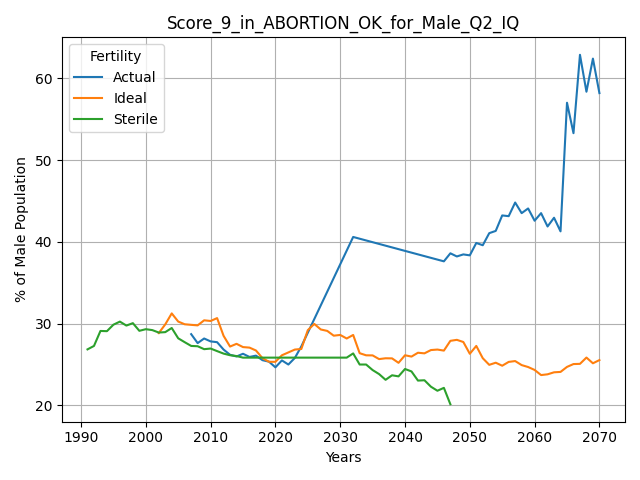 Score_9_in_ABORTION_OK_for_Male_Q2_IQ
Fertility
Actual
Ideal
Sterile
% of Male Population
60
50
40
30
20
1990 2000 2010 2020 2030 2040 2050 2060 2070
Years